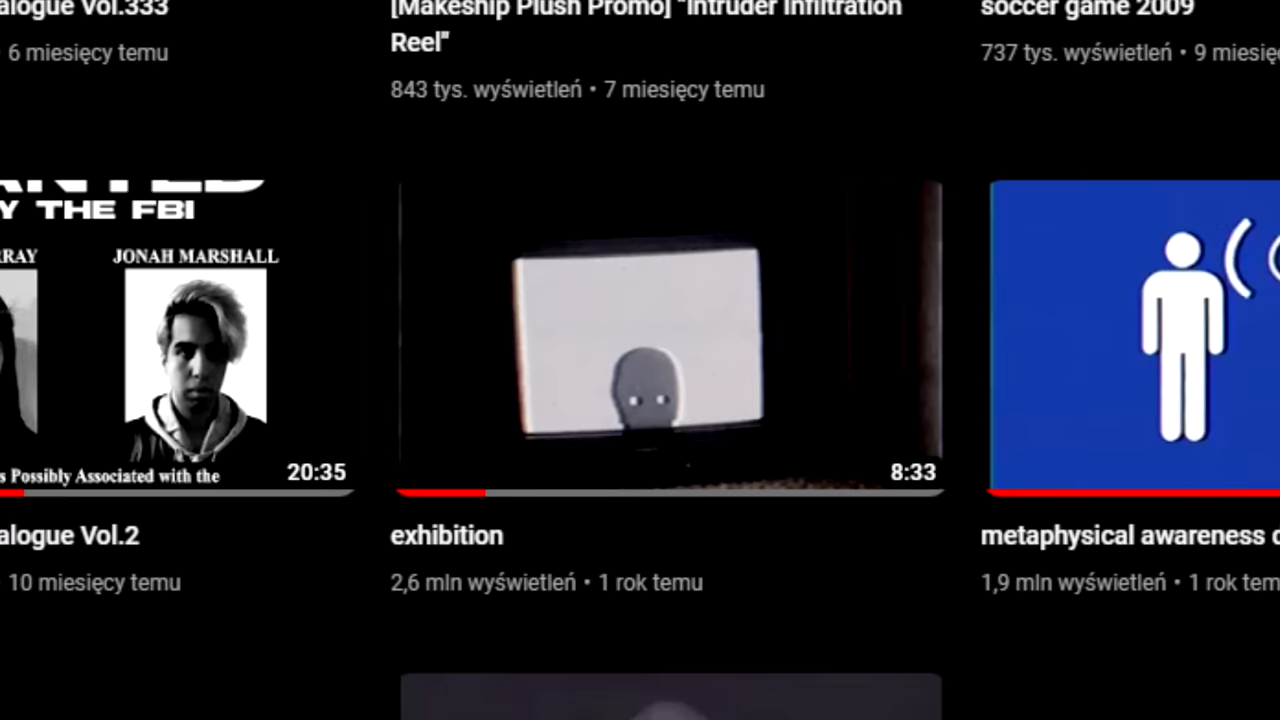 alogue Vol.333
6 miesięcy temu
[Makeship Plush Promo] "Intruder Infiltration
Reel"
843 tys. wyświetleń • 7 miesięcy temu
soccer game 2009
737 tys. wyświetleń • 9 miesię
ANTED
Y THE FBI
RRAY
JONAH MARSHALL
s Possibly Associated with the
20:35
alogue Vol.2
10 miesięcy temu
8:33
exhibition
2,6 mln wyświetleń • 1 rok temu
metaphysical awareness
1,9 mln wyświetleń • 1 rok tem